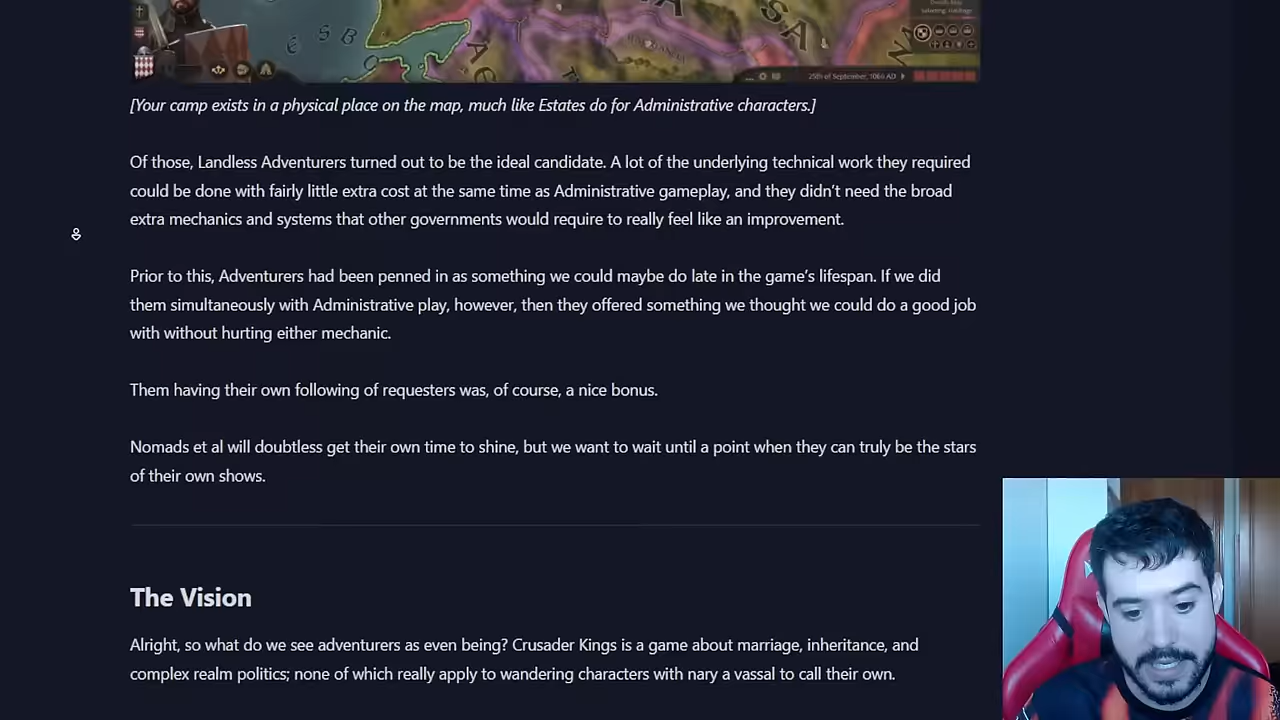 25th of September, 1066 AD
[Your camp exists in a physical place on the map, much like Estates do for Administrative characters.]
Of those, Landless Adventurers turned out to be the ideal candidate. A lot of the underlying technical work they required
could be done with fairly little extra cost at the same time as Administrative gameplay, and they didn’t need the broad
extra mechanics and systems that other governments would require to really feel like an improvement.
Prior to this, Adventurers had been penned in as something we could maybe do late in the game’s lifespan. If we did
them simultaneously with Administrative play, however, then they offered something we thought we could do a good job
with without hurting either mechanic.
Them having their own following of requesters was, of course, a nice bonus.
Nomads et al will doubtless get their own time to shine, but we want to wait until a point when they can truly be the stars
of their own shows.
The Vision
Alright, so what do we see adventurers as even being? Crusader Kings is a game about marriage, inheritance, and
complex realm politics; none of which really apply to wandering characters with nary a vassal to call their own.